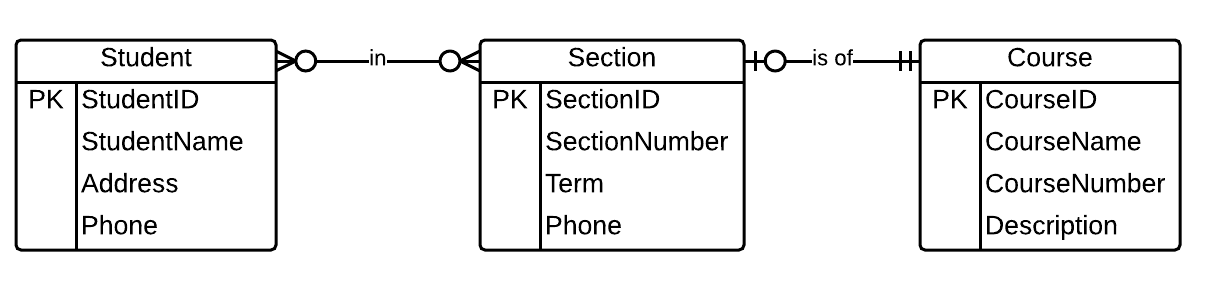 Student
PK StudentID
StudentName
Address
Phone
in
Section
PK SectionID
SectionNumber
Term
Phone
is of
Course
PK CourseID
CourseName
CourseNumber
Description